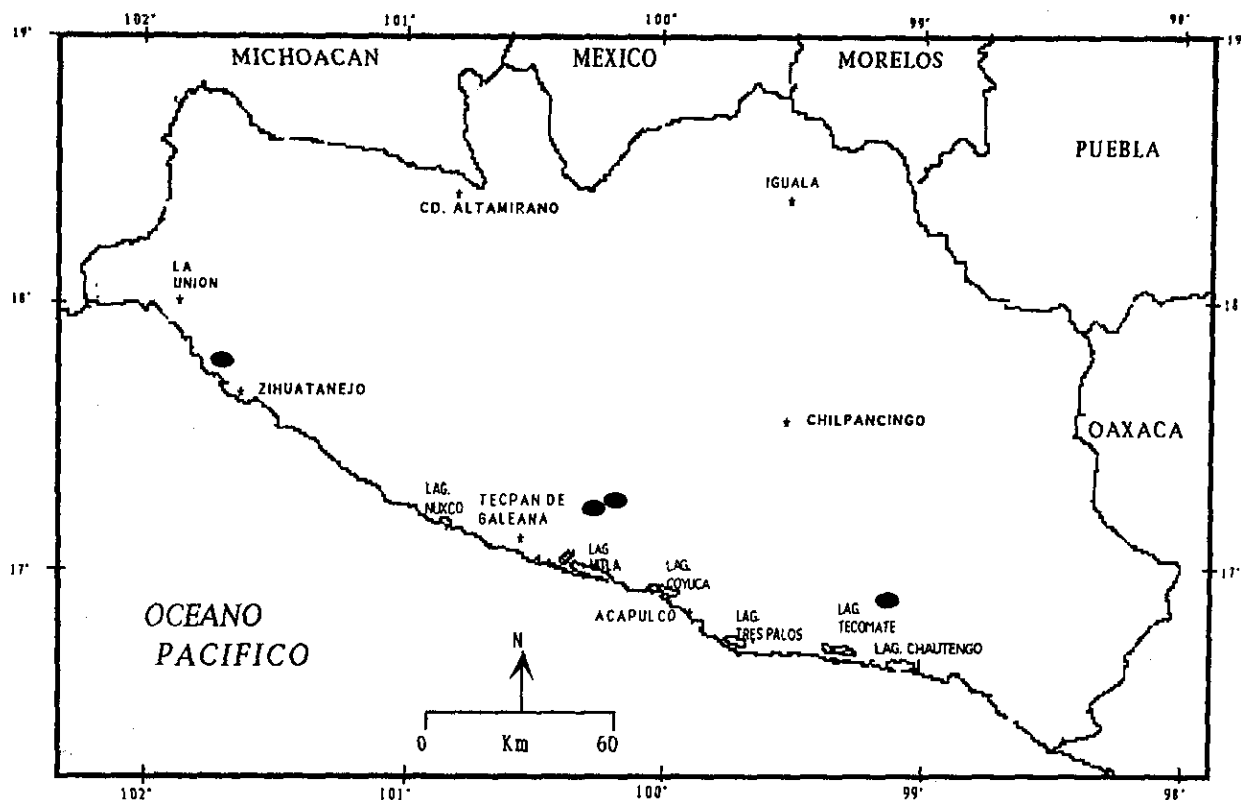 102° 101° 100° 99° 98°
19° 19
MICHOACAN MEXICO MORELOS
PUEBLA
IGUALA
CD. ALTAMIRANO
LA
UNION
18° 18
ZIHUATANEJO
CHILPANCINGO
OAXACA
LAG.
NUXCO
TECPAN DE
GALEANA
LAG
MITLA
17° 17°
LAG.
COYUCA
ACAPULCO
LAG.
TRES PALOS
LAG.
TECOMATE
LAG. CHAUTENGO
OCEANO
PACIFICO
N
0 Km 60
102° 101° 100° 99° 98°